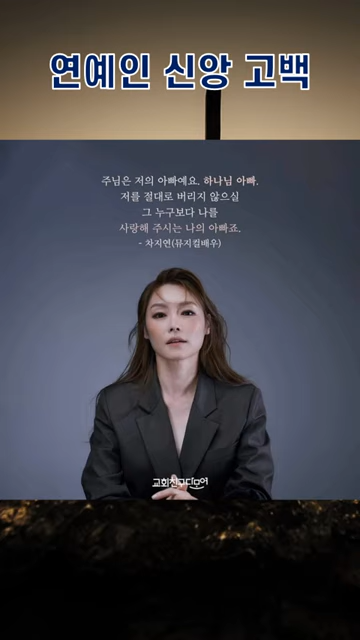 연예인 신앙 고백
주님은 저의 아빠예요. 하나님 아빠.
저를 절대로 버리지 않으실
그 누구보다 나를
사랑해 주시는 나의 아빠죠.
- 차지연(뮤지컬배우)
교회친구다모여